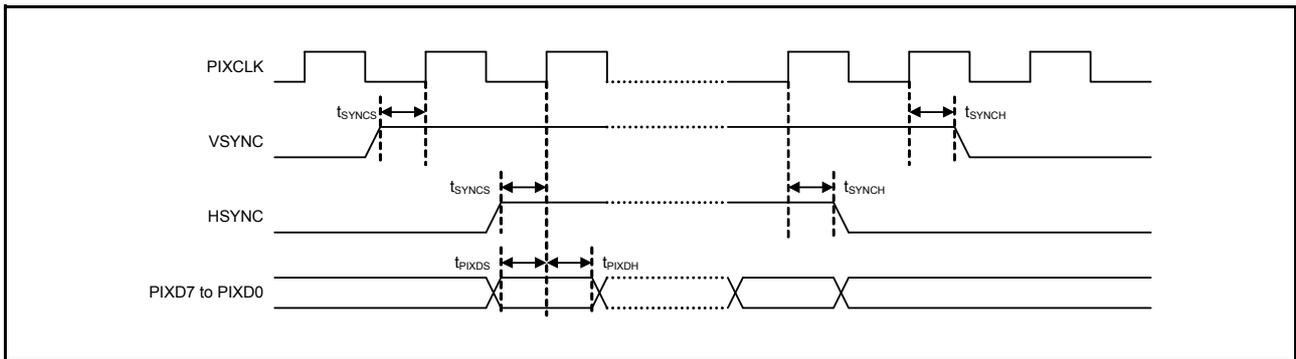 PIXCLK
tSYNCS
tSYNCH
VSYNC
tSYNCS
tSYNCH
HSYNC
tPIXDS
tPIXDH
PIXD7 to PIXD0